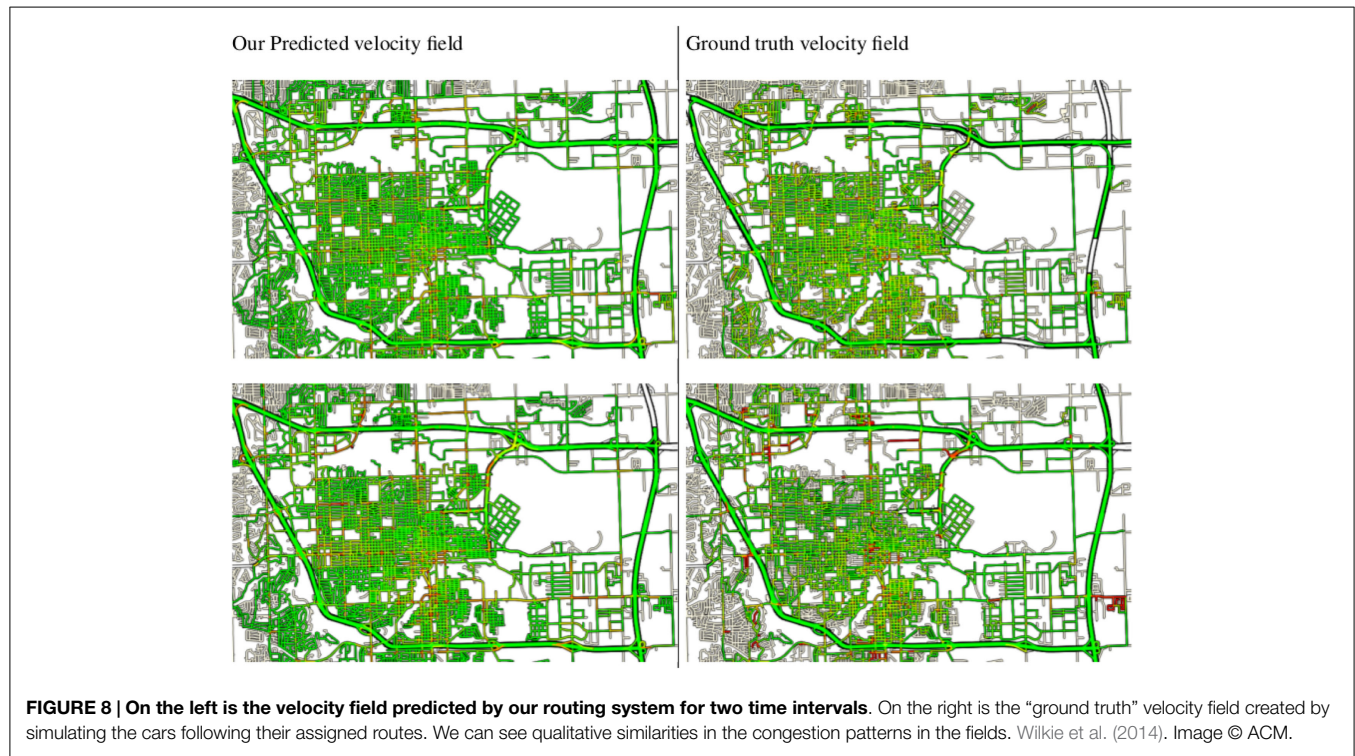 Our Predicted velocity field
Ground truth velocity field
FIGURE 8 | On the left is the velocity field predicted by our routing system for two time intervals. On the right is the “ground truth” velocity field created by
simulating the cars following their assigned routes. We can see qualitative similarities in the congestion patterns in the fields. Wilkie et al. (2014). Image © ACM.